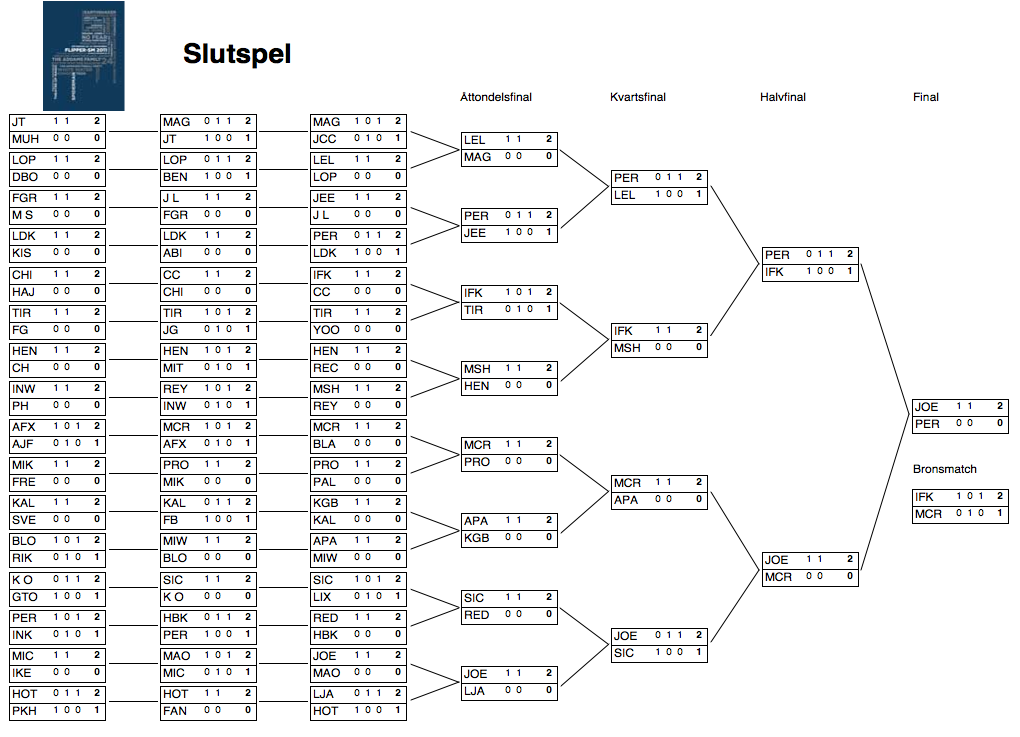 NO FEAR
FLIPPER-SM 2011
Slutspel
JT 1 1 2
MUH 0 0 0
LOP 1 1 2
DBO 0 0 0
FGR 1 1 2
M S 0 0 0
LDK 1 1 2
KIS 0 0 0
CHI 1 1 2
HAJ 0 0 0
TIR 1 1 2
FG 0 0 0
HEN 1 1 2
CH 0 0 0
INW 1 1 2
PH 0 0 0
AFX 1 0 1 2
AJF 0 1 0 1
MIK 1 1 2
FRE 0 0 0
KAL 1 1 2
SVE 0 0 0
BLO 1 0 1 2
RIK 0 1 0 1
K O 0 1 1 2
GTO 1 0 0 1
PER 1 0 1 2
INK 0 1 0 1
MIC 1 1 2
IKE 0 0 0
HOT 0 1 1 2
PKH 1 0 0 1
MAG 0 1 1 2
JT 1 0 0 1
LOP 0 1 1 2
BEN 1 0 0 1
J L 1 1 2
FGR 0 0 0
LDK 1 1 2
ABI 0 0 0
CC 1 1 2
CHI 0 0 0
TIR 1 0 1 2
JG 0 1 0 1
HEN 1 0 1 2
MIT 0 1 0 1
REY 1 0 1 2
INW 0 1 0 1
MCR 1 0 1 2
AFX 0 1 0 1
PRO 1 1 2
MIK 0 0 0
KAL 0 1 1 2
FB 1 0 0 1
MIW 1 1 2
BLO 0 0 0
SIC 1 1 2
K O 0 0 0
HBK 0 1 1 2
PER 1 0 0 1
MAO 1 0 1 2
MIC 0 1 0 1
HOT 1 1 2
FAN 0 0 0
MAG 1 0 1 2
JCC 0 1 0 1
LEL 1 1 2
LOP 0 0 0
JEE 1 1 2
J L 0 0 0
PER 0 1 1 2
LDK 1 0 0 1
IFK 1 1 2
CC 0 0 0
TIR 1 1 2
YOO 0 0 0
HEN 1 1 2
REC 0 0 0
MSH 1 1 2
REY 0 0 0
MCR 1 1 2
BLA 0 0 0
PRO 1 1 2
PAL 0 0 0
KGB 1 1 2
KAL 0 0 0
APA 1 1 2
MIW 0 0 0
SIC 1 0 1 2
LIX 0 1 0 1
RED 1 1 2
HBK 0 0 0
JOE 1 1 2
MAO 0 0 0
LJA 0 1 1 2
HOT 1 0 0 1
Åttondelsfinal
LEL 1 1 2
MAG 0 0 0
PER 0 1 1 2
JEE 1 0 0 1
IFK 1 0 1 2
TIR 0 1 0 1
MSH 1 1 2
HEN 0 0 0
MCR 1 1 2
PRO 0 0 0
APA 1 1 2
KGB 0 0 0
SIC 1 1 2
RED 0 0 0
JOE 1 1 2
LJA 0 0 0
Kvartsfinal
PER 0 1 1 2
LEL 1 0 0 1
IFK 1 1 2
MSH 0 0 0
MCR 1 1 2
APA 0 0 0
JOE 0 1 1 2
SIC 1 0 0 1
Halvfinal
PER 0 1 1 2
IFK 1 0 0 1
JOE 1 1 2
MCR 0 0 0
Final
JOE 1 1 2
PER 0 0 0
Bronsmatch
IFK 1 0 1 2
MCR 0 1 0 1